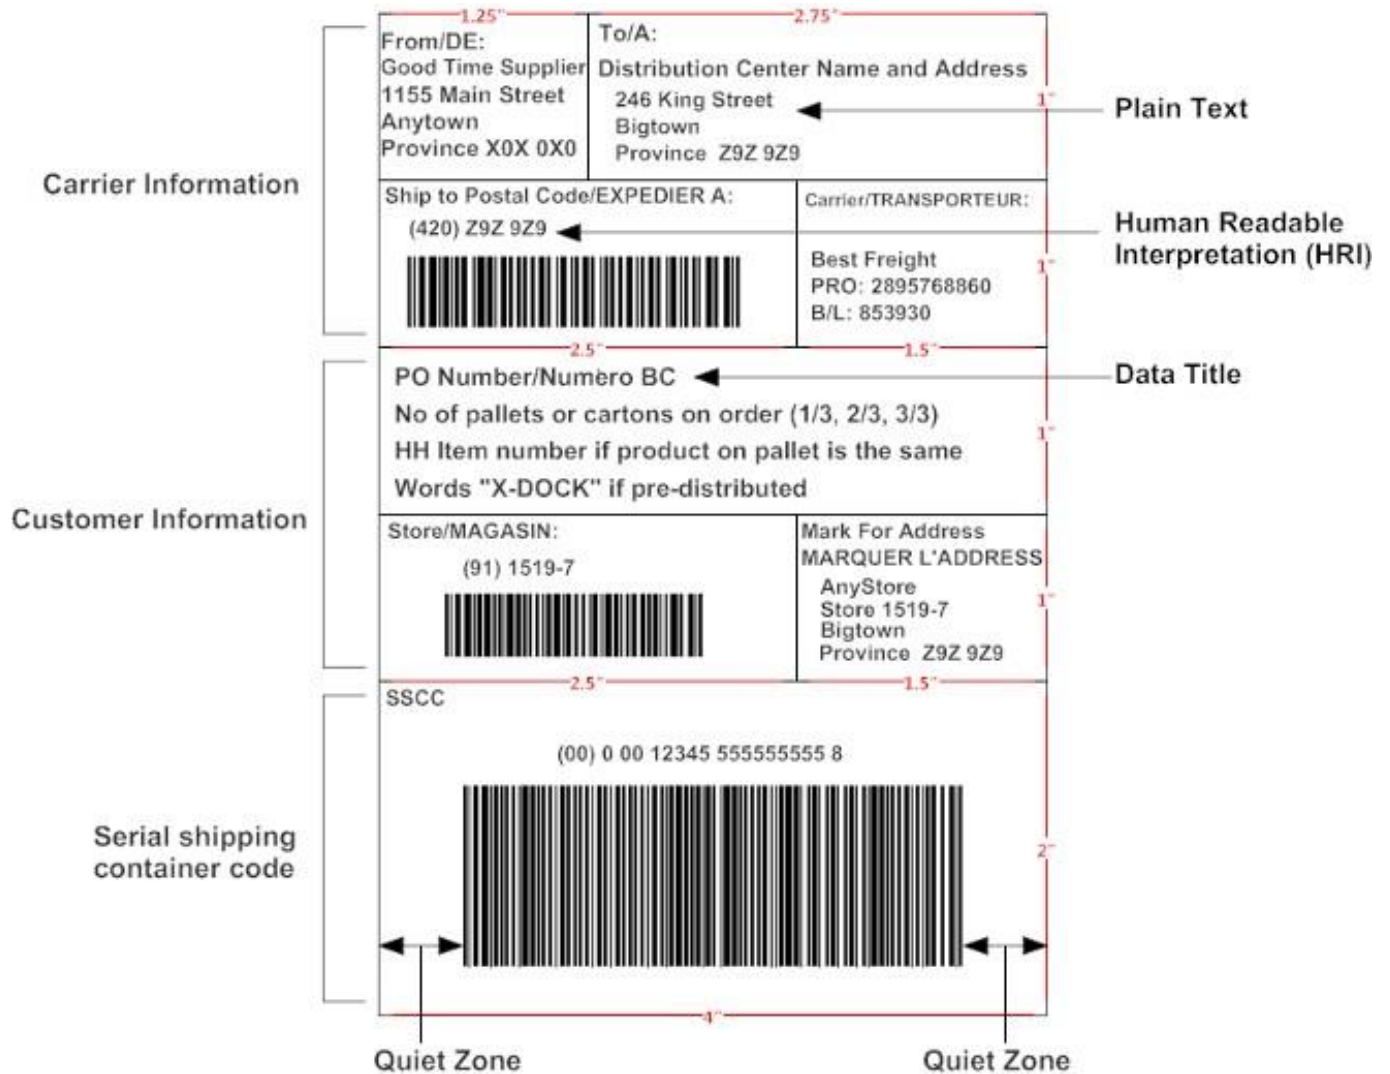 1.25"
2.75"
From/DE:
Good Time Supplier
1155 Main Street
Anytown
Province X0X 0X0
To/A:
Distribution Center Name and Address
246 King Street
Bigtown
Province Z9Z 9Z9
1"
Plain Text
Carrier Information
Ship to Postal Code/EXPEDIER A:
(420) Z9Z 9Z9
Carrier/TRANSPORTEUR:
Best Freight
PRO: 2895768860
B/L: 853930
1"
Human Readable
Interpretation (HRI)
2.5"
1.5"
PO Number/Numero BC
No of pallets or cartons on order (1/3, 2/3, 3/3)
HH Item number if product on pallet is the same
Words "X-DOCK" if pre-distributed
1"
Data Title
Customer Information
Store/MAGASIN:
(91) 1519-7
Mark For Address
MARQUER L'ADDRESS
AnyStore
Store 1519-7
Bigtown
Province Z9Z 9Z9
1"
2.5"
1.5"
SSCC
(00) 0 00 12345 5555555555 8
Serial shipping
container code
2"
4"
Quiet Zone
Quiet Zone